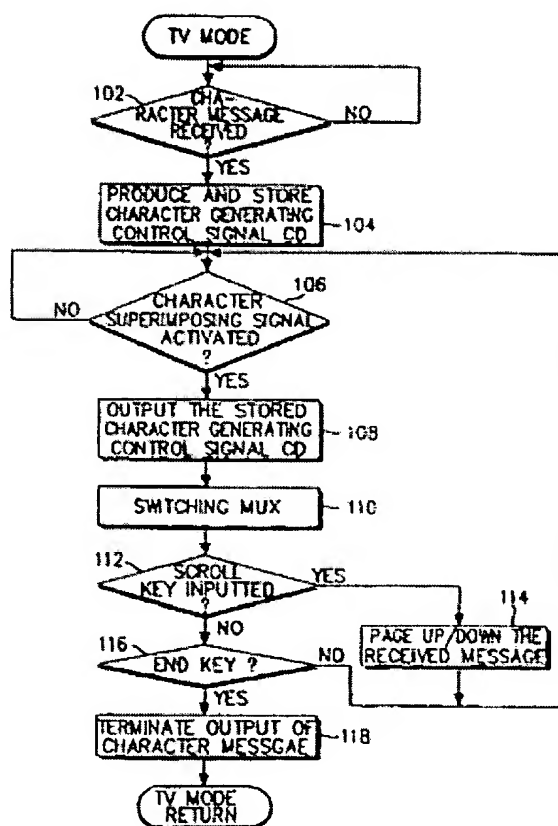 TV MODE
102
CHA-
RACTER MESSAGE
RECEIVED
?
NO
YES
PRODUCE AND STORE
CHARACTER GENERATING
CONTROL SIGNAL CD
104
106
NO
CHARACTER
SUPERIMPOSING SIGNAL
ACTIVATED
?
YES
OUTPUT THE STORED
CHARACTER GENERATING
CONTROL SIGNAL CD
108
SWITCHING MUX
110
112
SCROLL
KEY INPUTTED
?
YES
NO
114
PAGE UP/DOWN THE
RECEIVED MESSAGE
116
END KEY ?
NO
YES
TERMINATE OUTPUT OF
CHARACTER MESSGAE
118
TV MODE
RETURN